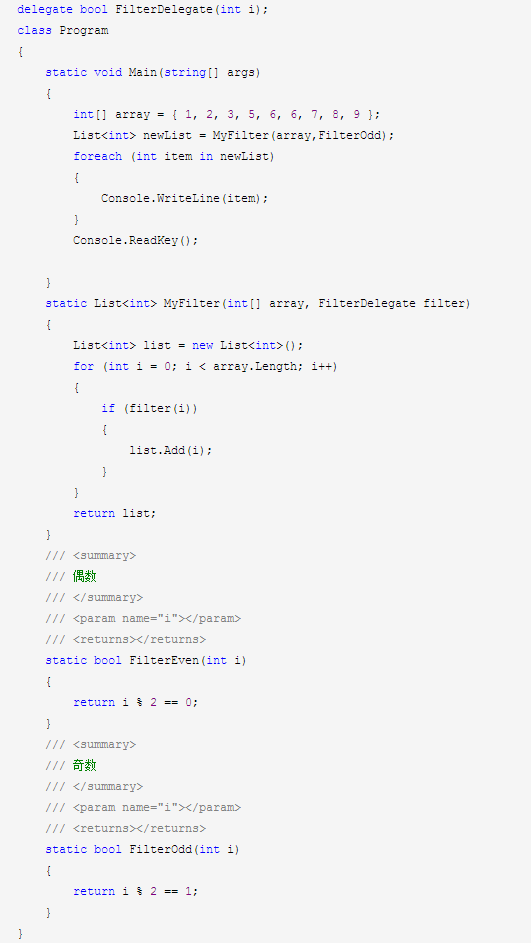 delegate bool FilterDelegate(int i);
class Program
{
    static void Main(string[] args)
    {
        int[] array = { 1, 2, 3, 5, 6, 6, 7, 8, 9 };
        List<int> newList = MyFilter(array,FilterOdd);
        foreach (int item in newList)
        {
            Console.WriteLine(item);
        }
        Console.ReadKey();

    }
    static List<int> MyFilter(int[] array, FilterDelegate filter)
    {
        List<int> list = new List<int>();
        for (int i = 0; i < array.Length; i++)
        {
            if (filter(i))
            {
                list.Add(i);
            }
        }
        return list;
    }
    /// <summary>
    /// 偶数
    /// </summary>
    /// <param name="i"></param>
    /// <returns></returns>
    static bool FilterEven(int i)
    {
        return i % 2 == 0;
    }
    /// <summary>
    /// 奇数
    /// </summary>
    /// <param name="i"></param>
    /// <returns></returns>
    static bool FilterOdd(int i)
    {
        return i % 2 == 1;
    }
}